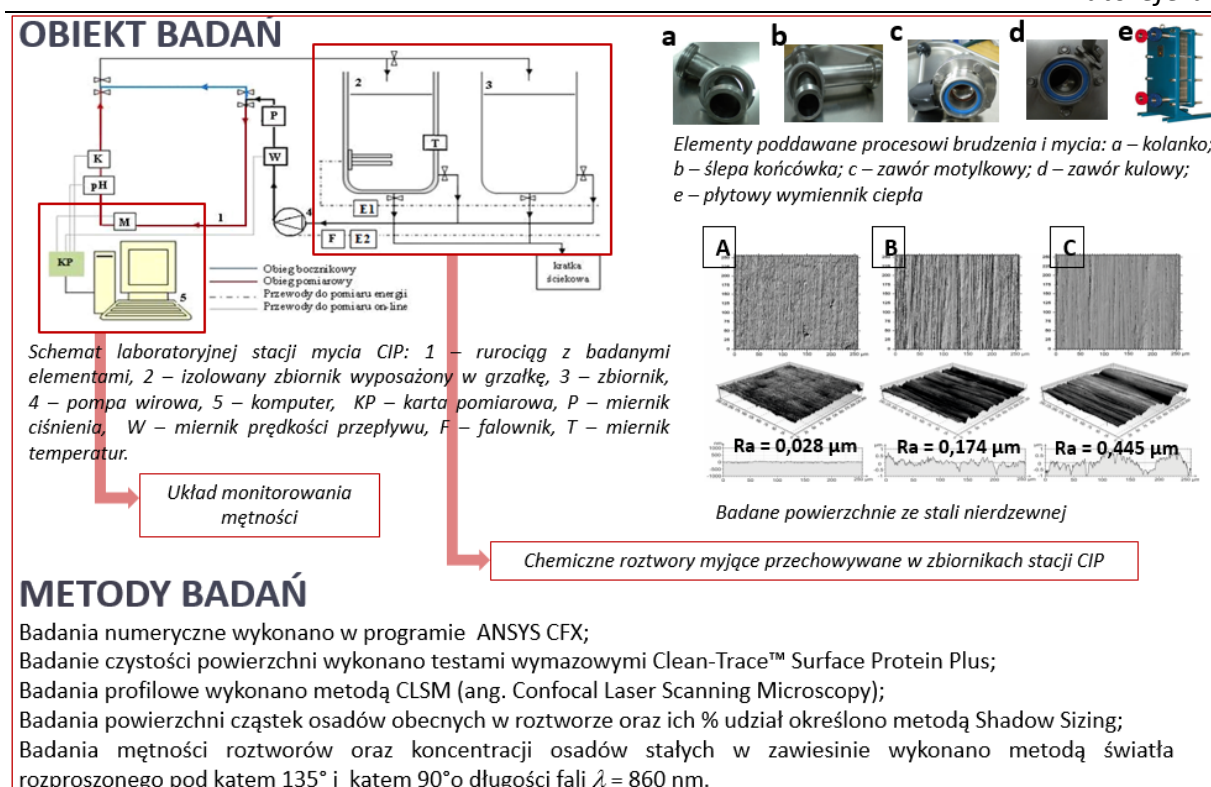 OBIEKT BADAŃ
2
3
P
T
K
W
pH
E1
M
1
4
F
E2
KP
5
kratka
ściekowa
Obieg bocznikowy
Obieg pomiarowy
Przewody do pomiaru energii
Przewody do pomiaru on-line
Schemat laboratoryjnej stacji mycia CIP: 1 – rurociąg z badanymi
elementami, 2 – izolowany zbiornik wyposażony w grzałkę, 3 – zbiornik,
4 – pompa wirowa, 5 – komputer, KP – karta pomiarowa, P – miernik
ciśnienia, W – miernik prędkości przepływu, F – falownik, T – miernik
temperatur.
Układ monitorowania
mętności
a b c d e
Elementy poddawane procesowi brudzenia i mycia: a – kolanko;
b – ślepa końcówka; c – zawór motylkowy; d – zawór kulowy;
e – płytowy wymiennik ciepła
A B C
Ra = 0,028 µm Ra = 0,174 µm Ra = 0,445 µm
Badane powierzchnie ze stali nierdzewnej
Chemiczne roztwory myjące przechowywane w zbiornikach stacji CIP
METODY BADAŃ
Badania numeryczne wykonano w programie ANSYS CFX;
Badanie czystości powierzchni wykonano testami wymazowymi Clean-Trace™ Surface Protein Plus;
Badania profilowe wykonano metodą CLSM (ang. Confocal Laser Scanning Microscopy);
Badania powierzchni cząstek osadów obecnych w roztworze oraz ich % udział określono metodą Shadow Sizing;
Badania mętności roztworów oraz koncentracji osadów stałych w zawiesinie wykonano metodą światła
rozproszonego pod kątem 135° i kątem 90°o długości fali λ = 860 nm.